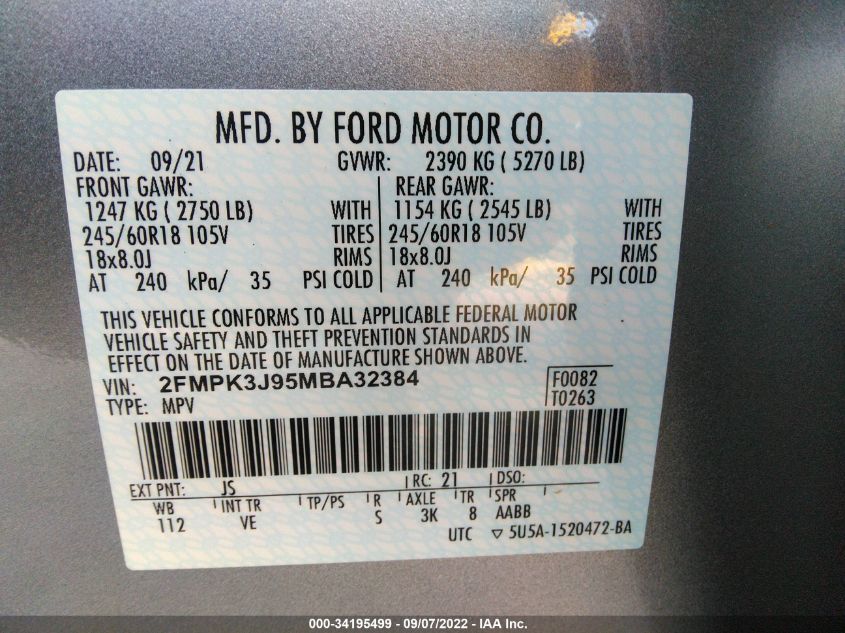 MFD. BY FORD MOTOR CO.
DATE: 09/21 GVWR: 2390 KG ( 5270 LB)
FRONT GAWR: REAR GAWR:
1247 KG ( 2750 LB) WITH 1154 KG ( 2545 LB) WITH
245/60R18 105V TIRES 245/60R18 105V TIRES
18x8.0J RIMS 18x8.0J RIMS
AT 240 kPa/ 35 PSI COLD AT 240 kPa/ 35 PSI COLD
THIS VEHICLE CONFORMS TO ALL APPLICABLE FEDERAL MOTOR
VEHICLE SAFETY AND THEFT PREVENTION STANDARDS IN
EFFECT ON THE DATE OF MANUFACTURE SHOWN ABOVE.
VIN: 2FMPK3J95MBA32384 F0082
TYPE: MPV T0263
EXT PNT: JS RC: 21 DSO:
WB INT TR TP/PS R AXLE TR SPR
112 VE S 3K 8 AABB
UTC ▽ 5U5A-1520472-BA
000-34195499 - 09/07/2022 - IAA Inc.